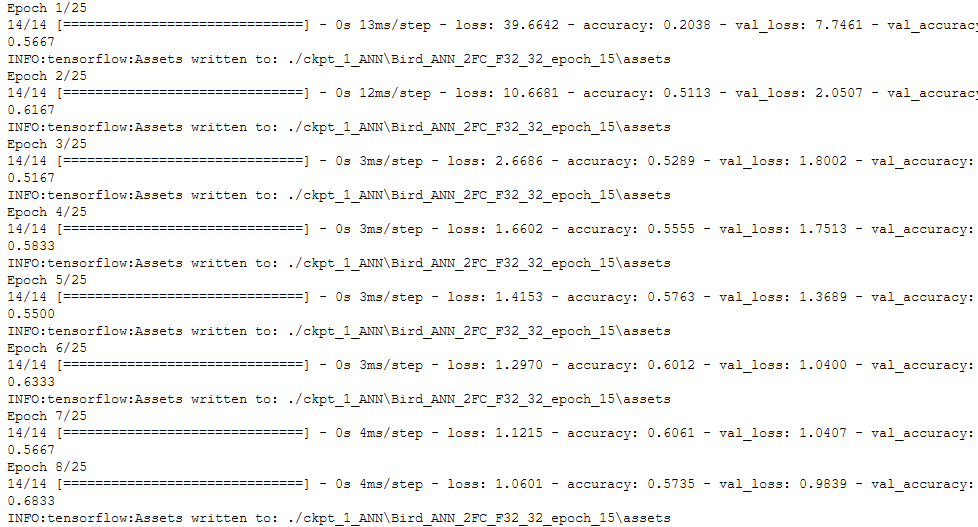 Epoch 1/25
14/14 [==============================] - 0s 13ms/step - loss: 39.6642 - accuracy: 0.2038 - val_loss: 7.7461 - val_accuracy
0.5667
INFO:tensorflow:Assets written to: ./ckpt_1_ANN\Bird_ANN_2FC_F32_32_epoch_15\assets
Epoch 2/25
14/14 [==============================] - 0s 12ms/step - loss: 10.6681 - accuracy: 0.5113 - val_loss: 2.0507 - val_accuracy
0.6167
INFO:tensorflow:Assets written to: ./ckpt_1_ANN\Bird_ANN_2FC_F32_32_epoch_15\assets
Epoch 3/25
14/14 [==============================] - 0s 3ms/step - loss: 2.6686 - accuracy: 0.5289 - val_loss: 1.8002 - val_accuracy:
0.5167
INFO:tensorflow:Assets written to: ./ckpt_1_ANN\Bird_ANN_2FC_F32_32_epoch_15\assets
Epoch 4/25
14/14 [==============================] - 0s 3ms/step - loss: 1.6602 - accuracy: 0.5555 - val_loss: 1.7513 - val_accuracy:
0.5833
INFO:tensorflow:Assets written to: ./ckpt_1_ANN\Bird_ANN_2FC_F32_32_epoch_15\assets
Epoch 5/25
14/14 [==============================] - 0s 3ms/step - loss: 1.4153 - accuracy: 0.5763 - val_loss: 1.3689 - val_accuracy:
0.5500
INFO:tensorflow:Assets written to: ./ckpt_1_ANN\Bird_ANN_2FC_F32_32_epoch_15\assets
Epoch 6/25
14/14 [==============================] - 0s 3ms/step - loss: 1.2970 - accuracy: 0.6012 - val_loss: 1.0400 - val_accuracy:
0.6333
INFO:tensorflow:Assets written to: ./ckpt_1_ANN\Bird_ANN_2FC_F32_32_epoch_15\assets
Epoch 7/25
14/14 [==============================] - 0s 4ms/step - loss: 1.1215 - accuracy: 0.6061 - val_loss: 1.0407 - val_accuracy:
0.5667
Epoch 8/25
14/14 [==============================] - 0s 4ms/step - loss: 1.0601 - accuracy: 0.5735 - val_loss: 0.9839 - val_accuracy:
0.6833
INFO:tensorflow:Assets written to: ./ckpt_1_ANN\Bird_ANN_2FC_F32_32_epoch_15\assets